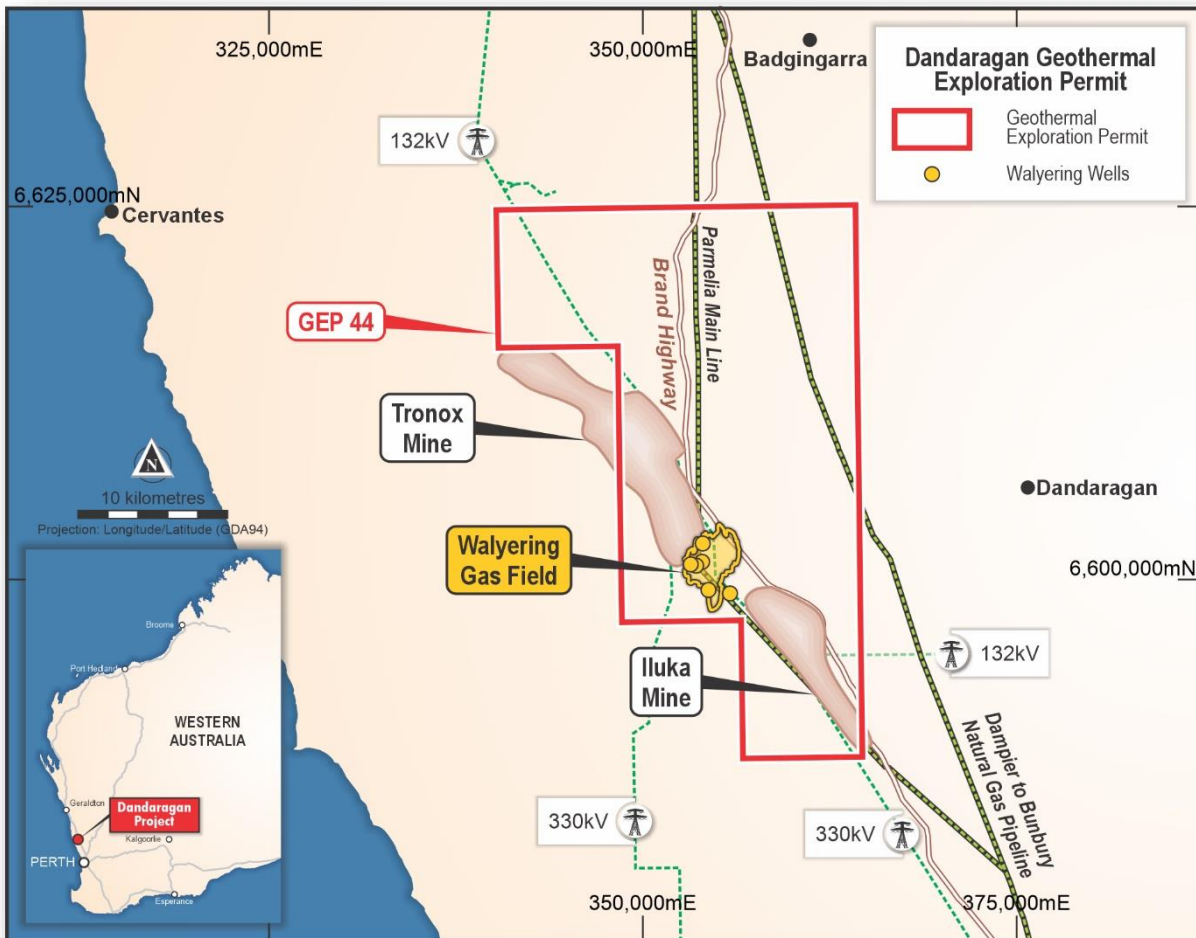 325,000mE
350,000mE
Badgingarra
Dandaragan Geothermal
Exploration Permit
Geothermal
Exploration Permit
Walyering Wells
132kV
6,625,000mN
Cervantes
Parmelia Main Line
Brand Highway
GEP 44
Tronox
Mine
N
10 kilometres
Projection: Longitude/Latitude (GDA94)
Dandaragan
Walyering
Gas Field
6,600,000mN
Iluka
Mine
132kV
Dampier to Bunbury
Natural Gas Pipeline
330kV
330kV
350,000mE
375,000mE
Broome
Port Hedland
WESTERN
AUSTRALIA
Geraldton
Dandaragan
Project
Kalgoorlie
PERTH
Esperance